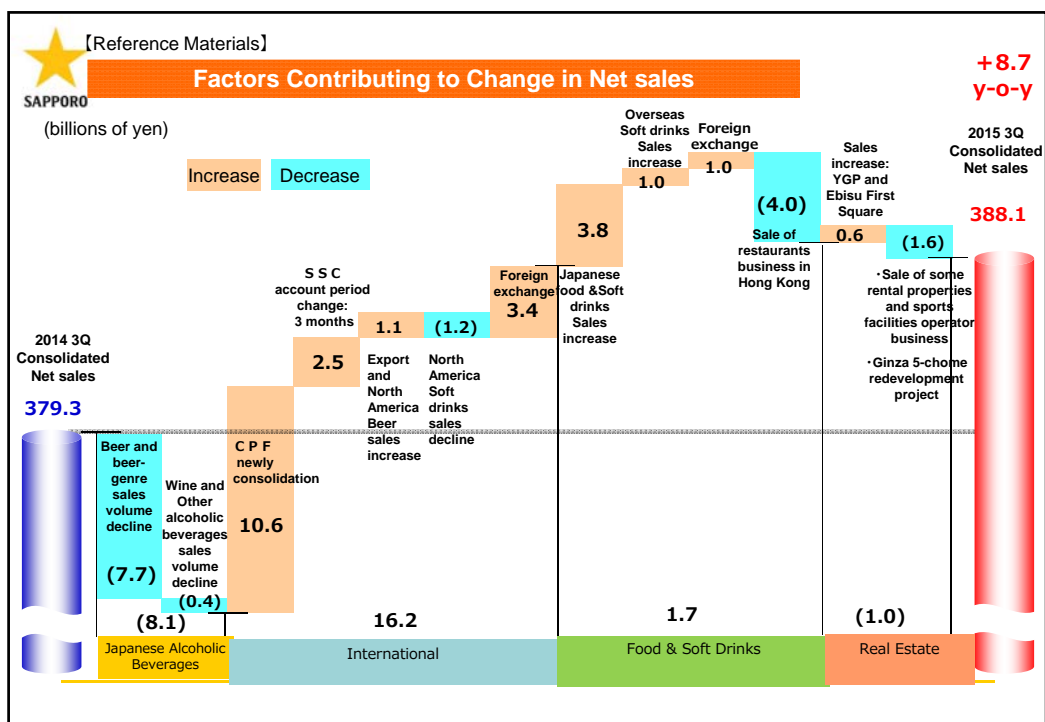 【Reference Materials】
SAPPORO
Factors Contributing to Change in Net sales
+8.7
y-o-y
(billions of yen)
Increase
Decrease
2014 3Q
Consolidated
Net sales
379.3
Beer and
beer-
genre
sales
volume
decline
(7.7)
Wine and
Other
alcoholic
beverages
sales
volume
decline
(0.4)
(8.1)
Japanese Alcoholic
Beverages
C P F
newly
consolidation
10.6
S S C
account period
change:
3 months
2.5
1.1
Export
and
North
America
Beer
sales
increase
(1.2)
North
America
Soft
drinks
sales
decline
Foreign
exchange
3.4
16.2
International
3.8
Japanese
food &Soft
drinks
Sales
increase
Overseas
Soft drinks
Sales
increase
1.0
Foreign
exchange
1.0
(4.0)
Sale of
restaurants
business in
Hong Kong
1.7
Food & Soft Drinks
Sales
increase:
YGP and
Ebisu First
Square
0.6
(1.6)
・Sale of some
rental properties
and sports
facilities operator
business
・Ginza 5-chome
redevelopment
project
(1.0)
Real Estate
2015 3Q
Consolidated
Net sales
388.1